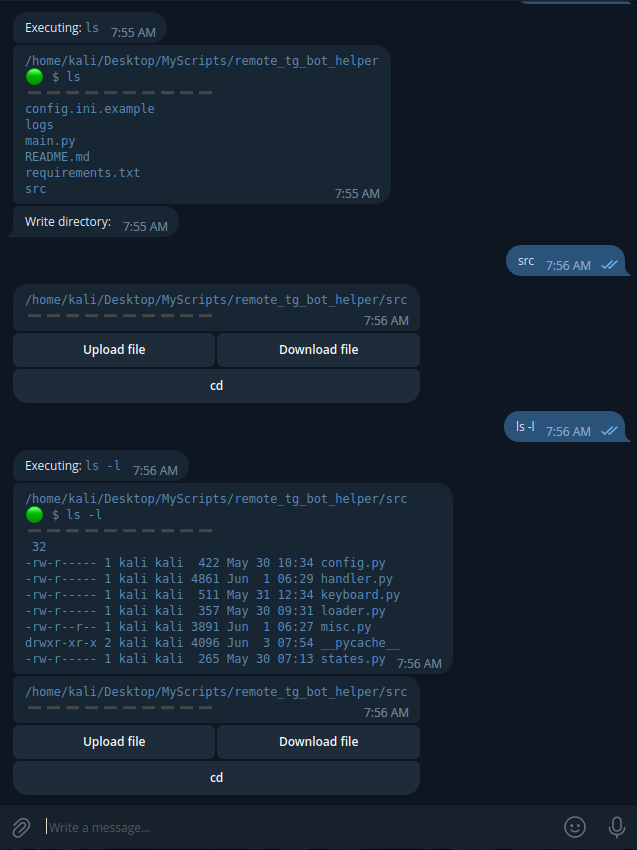 Executing: ls 7:55 AM
/home/kali/Desktop/MyScripts/remote_tg_bot_helper
$ ls
— — — — — — — — — —
config.ini.example
logs
main.py
README.md
requirements.txt
src
7:55 AM
Write directory: 7:55 AM
src 7:56 AM
/home/kali/Desktop/MyScripts/remote_tg_bot_helper/src
— — — — — — — — — —
7:56 AM
Upload file Download file
cd
ls -l 7:56 AM
Executing: ls -l 7:56 AM
/home/kali/Desktop/MyScripts/remote_tg_bot_helper/src
$ ls -l
— — — — — — — — — —
32
-rw-r----- 1 kali kali  422 May 30 10:34 config.py
-rw-r----- 1 kali kali 4861 Jun  1 06:29 handler.py
-rw-r----- 1 kali kali  511 May 31 12:34 keyboard.py
-rw-r----- 1 kali kali  357 May 30 09:31 loader.py
-rw-r--r-- 1 kali kali 3891 Jun  1 06:27 misc.py
drwxr-xr-x 2 kali kali 4096 Jun  3 07:54 __pycache__
-rw-r----- 1 kali kali  265 May 30 07:13 states.py
7:56 AM
/home/kali/Desktop/MyScripts/remote_tg_bot_helper/src
— — — — — — — — — —
7:56 AM
Upload file Download file
cd
Write a message...